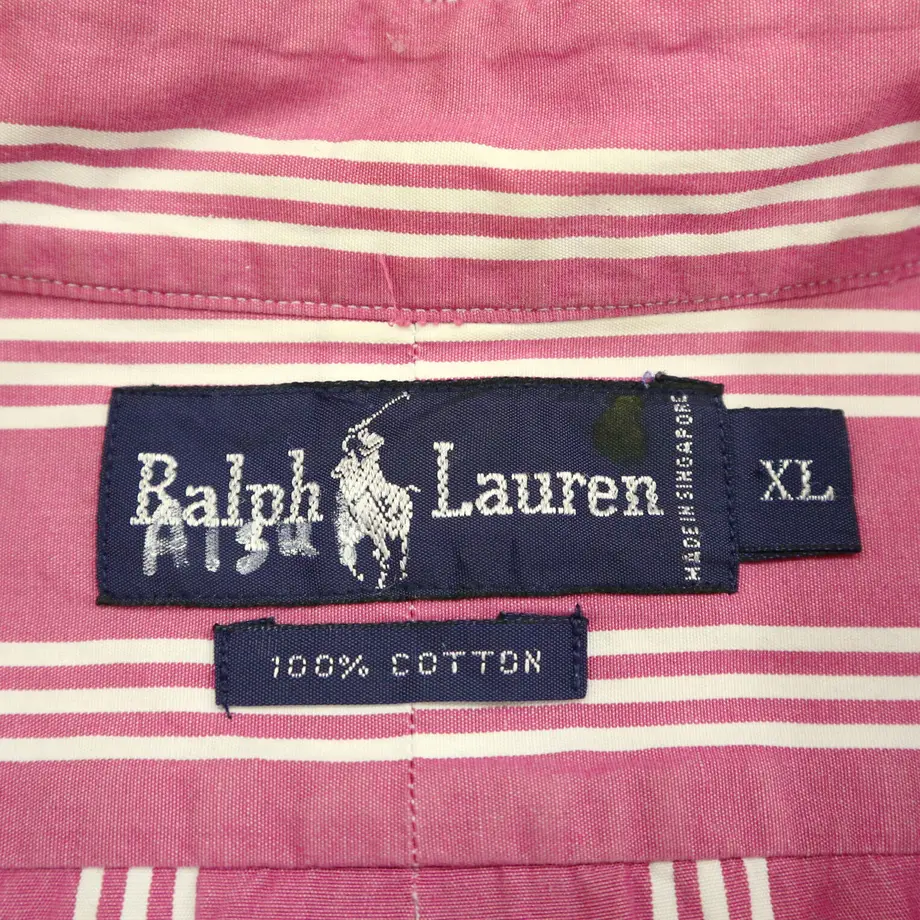 Ralph Lauren
MADE IN SINGAPORE
XL
100% COTTON